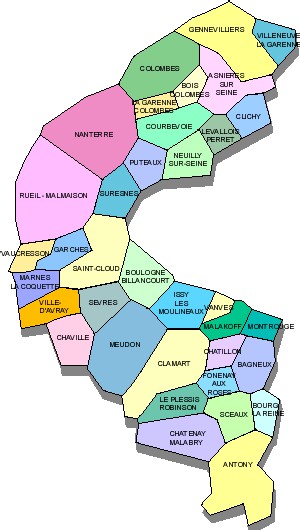 GENNEVILLIERS
VILLENEUVE
LA GARENNE
COLOMBES
ASNIERES
SUR
SEINE
BOIS
COLOMBES
LA GARENNE
COLOMBES
CLICHY
COURBEVOIE
LEVALLOIS
PERRET
NANTERRE
PUTEAUX
NEUILLY
SUR-SEINE
RUEIL-MALMAISON
SURESNES
VAUCRESSON
GARCHES
SAINT-CLOUD
MARNES
LA COQUETTE
BOULOGNE
BILLANCOURT
VILLE-
D'AVRAY
SEVRES
ISSY
LES
MOULINEAUX
VANVES
MALAKOFF
MONTROUGE
CHAVILLE
MEUDON
CHATILLON
CLAMART
BAGNEUX
FONENAY
AUX
ROSES
LE PLESSIS
ROBINSON
SCEAUX
BOURG
LA REINE
CHATENAY
MALABRY
ANTONY